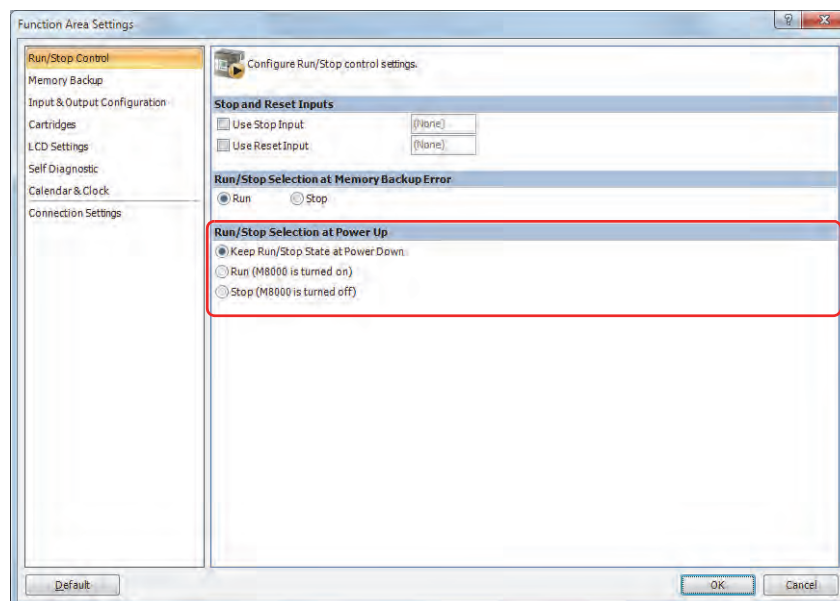 Function Area Settings
Run/Stop Control
Memory Backup
Input & Output Configuration
Cartridges
LCD Settings
Self Diagnostic
Calendar & Clock
Connection Settings
Configure Run/Stop control settings.
Stop and Reset Inputs
Use Stop Input (None)
Use Reset Input (None)
Run/Stop Selection at Memory Backup Error
Run Stop
Run/Stop Selection at Power Up
Keep Run/Stop State at Power Down
Run (M8000 is turned on)
Stop (M8000 is turned off)
Default OK Cancel